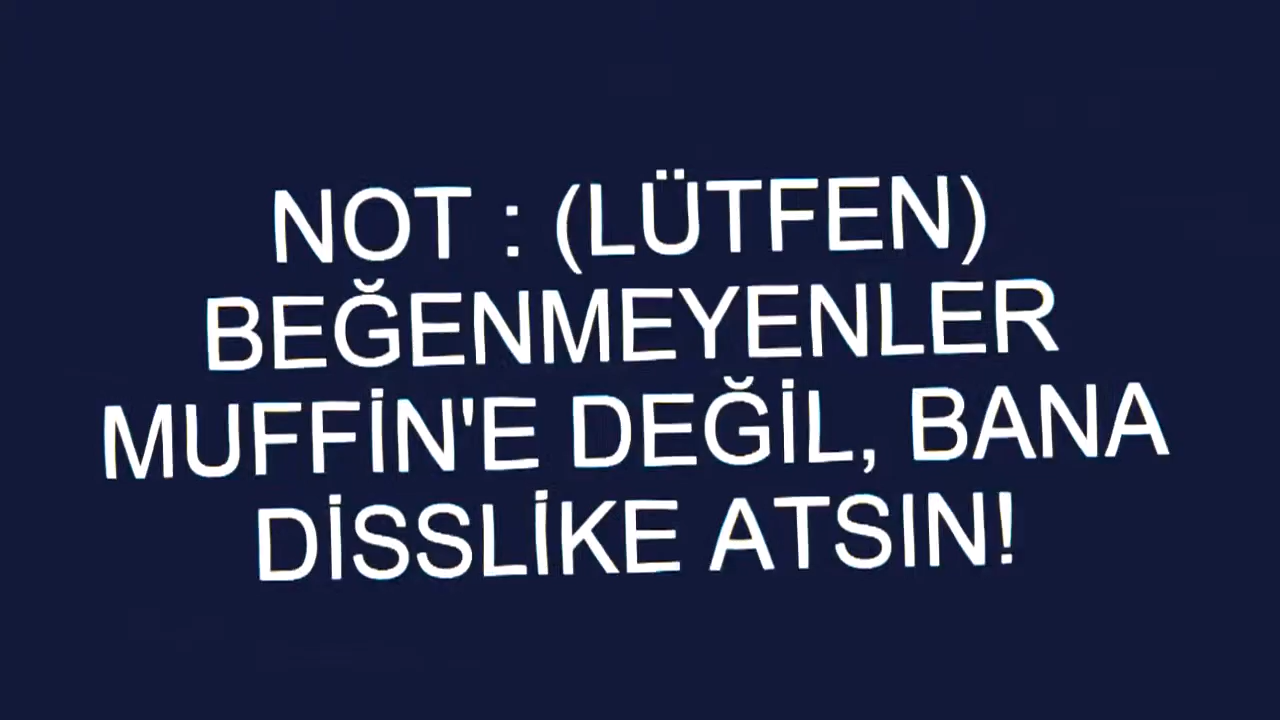 NOT : (LÜTFEN)
BEĞENMEYENLER
MUFFİN'E DEĞİL, BANA
DİSSLİKE ATSIN!